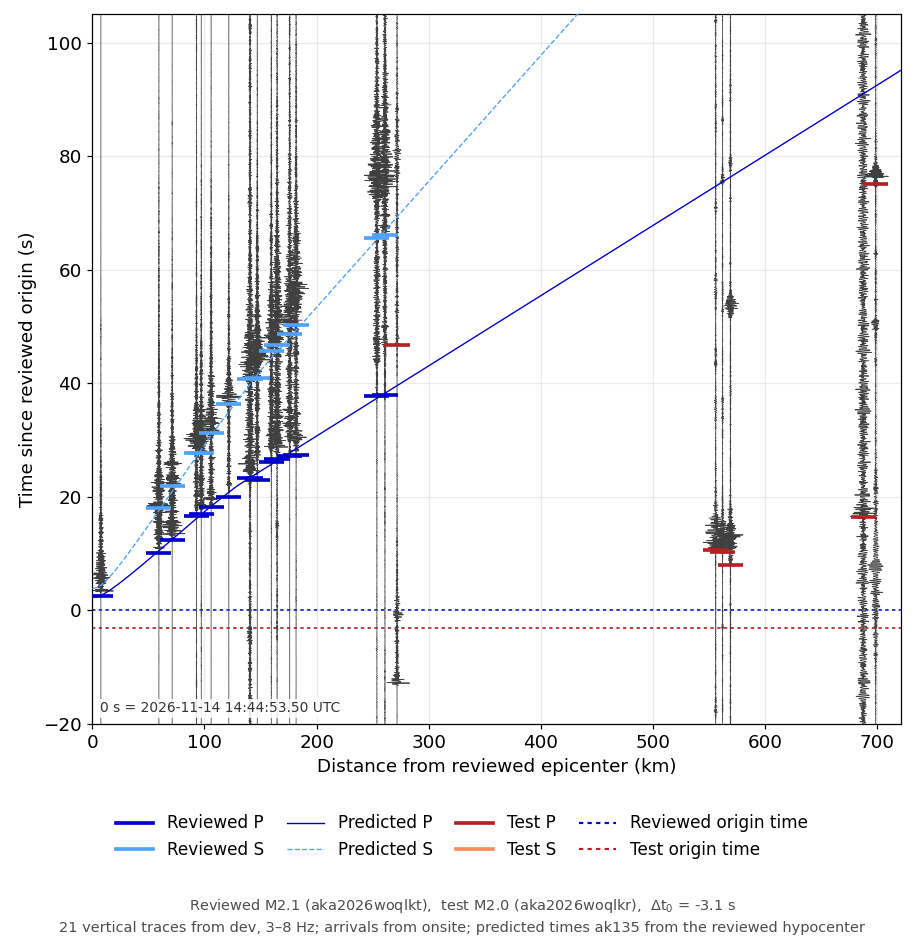 100
80
60
40
20
0
−20
Time since reviewed origin (s)
0 s = 2026-11-14 14:44:53.50 UTC
0 100 200 300 400 500 600 700
Distance from reviewed epicenter (km)
Reviewed P Predicted P Test P Reviewed origin time
Reviewed S Predicted S Test S Test origin time
Reviewed M2.1 (aka2026woqlkt), test M2.0 (aka2026woqlkr), Δt₀ = -3.1 s
21 vertical traces from dev, 3–8 Hz; arrivals from onsite; predicted times ak135 from the reviewed hypocenter